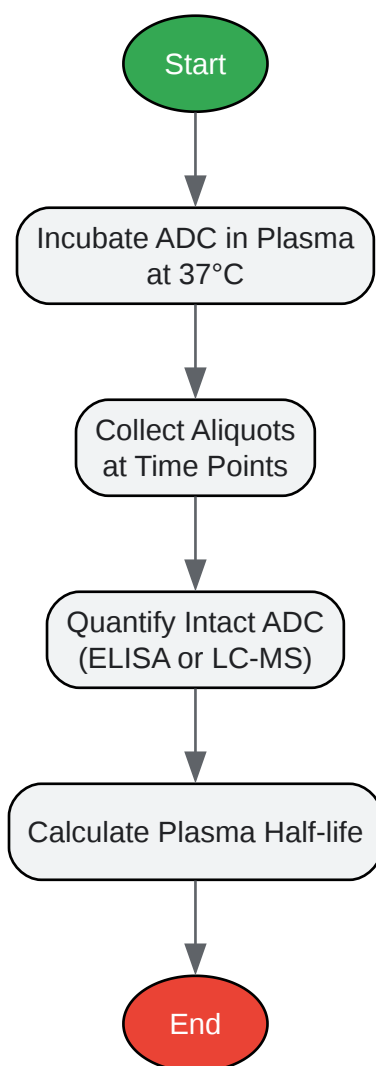 Start
Incubate ADC in Plasma
at 37°C
Collect Aliquots
at Time Points
Quantify Intact ADC
(ELISA or LC-MS)
Calculate Plasma Half-life
End